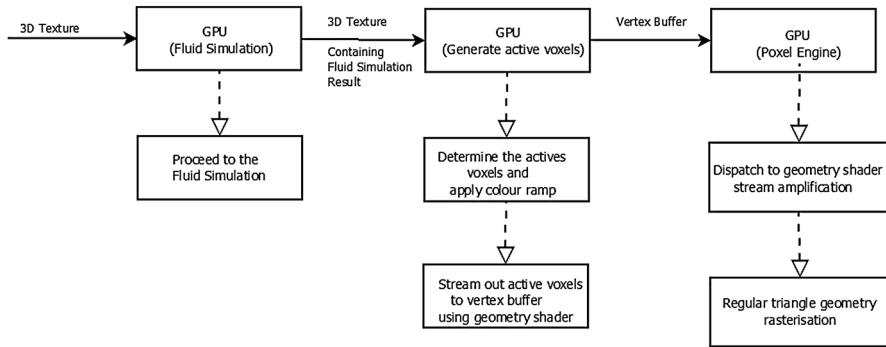 3D Texture
GPU
(Fluid Simulation)
3D Texture
Containing
Fluid Simulation
Result
GPU
(Generate active voxels)
Vertex Buffer
GPU
(Poxel Engine)
Proceed to the
Fluid Simulation
Determine the actives
voxels and
apply colour ramp
Dispatch to geometry shader
stream amplification
Stream out active voxels
to vertex buffer
using geometry shader
Regular triangle geometry
rasterisation